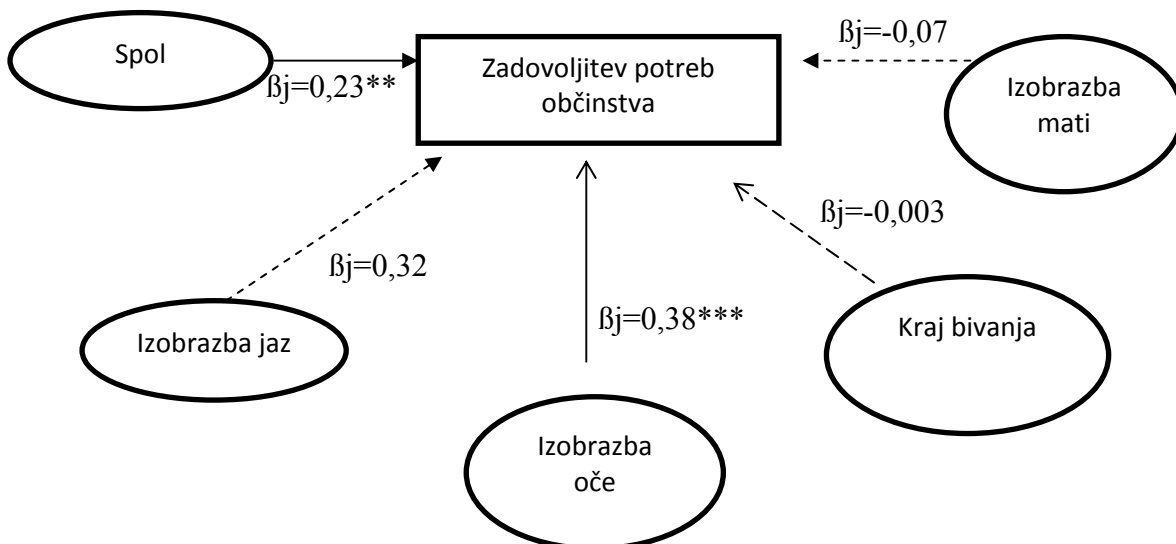 Spol
ßj=0,23**
Zadovoljitev potreb
občinstva
ßj=-0,07
Izobrazba
mati
ßj=0,32
Izobrazba jaz
ßj=0,38***
Izobrazba
oče
ßj=-0,003
Kraj bivanja